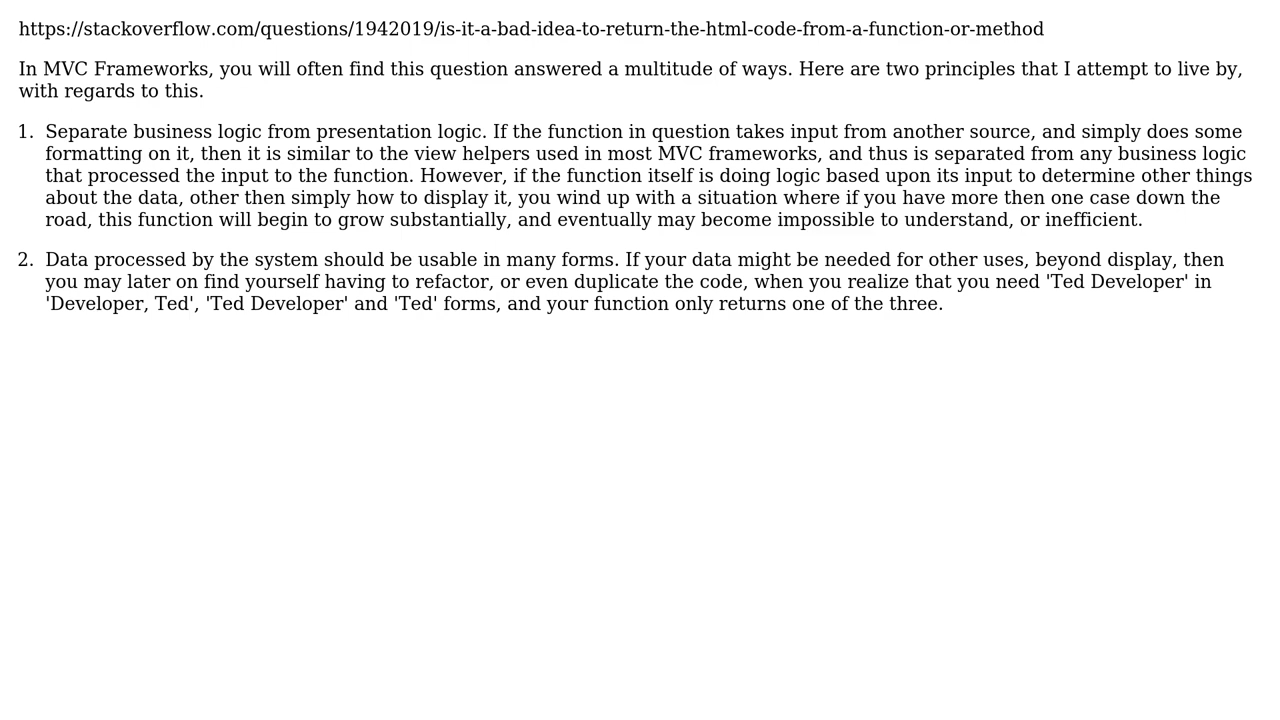 https://stackoverflow.com/questions/1942019/is-it-a-bad-idea-to-return-the-html-code-from-a-function-or-method
In MVC Frameworks, you will often find this question answered a multitude of ways. Here are two principles that I attempt to live by,
with regards to this.
1. Separate business logic from presentation logic. If the function in question takes input from another source, and simply does some
formatting on it, then it is similar to the view helpers used in most MVC frameworks, and thus is separated from any business logic
that processed the input to the function. However, if the function itself is doing logic based upon its input to determine other things
about the data, other then simply how to display it, you wind up with a situation where if you have more then one case down the
road, this function will begin to grow substantially, and eventually may become impossible to understand, or inefficient.
2. Data processed by the system should be usable in many forms. If your data might be needed for other uses, beyond display, then
you may later on find yourself having to refactor, or even duplicate the code, when you realize that you need 'Ted Developer' in
'Developer, Ted', 'Ted Developer' and 'Ted' forms, and your function only returns one of the three.